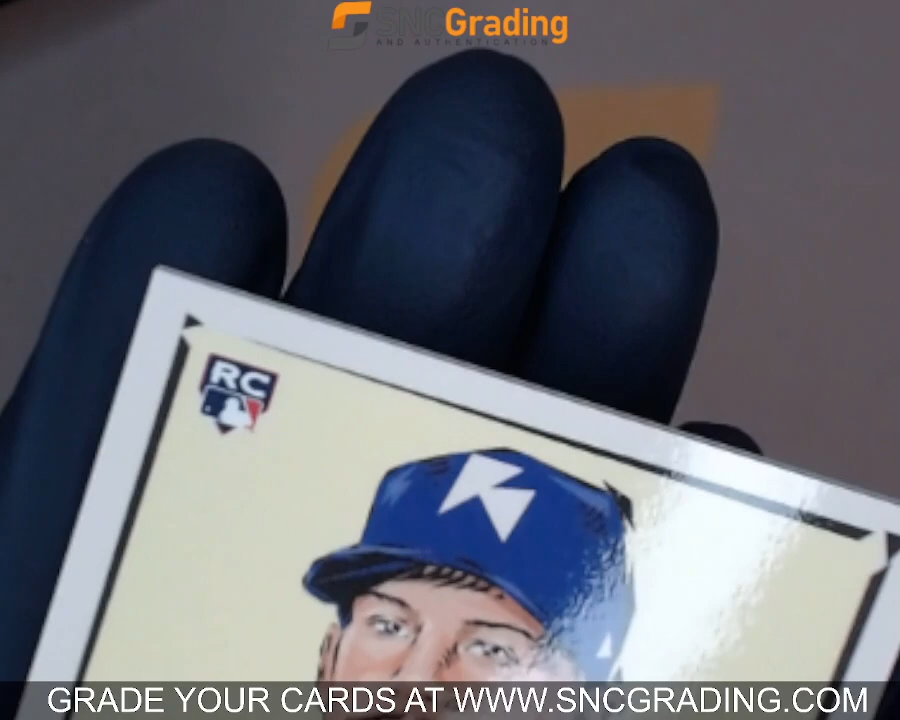 SNCGrading
AND AUTHENTICATION
RC
GRADE YOUR CARDS AT WWW.SNCGRADING.COM